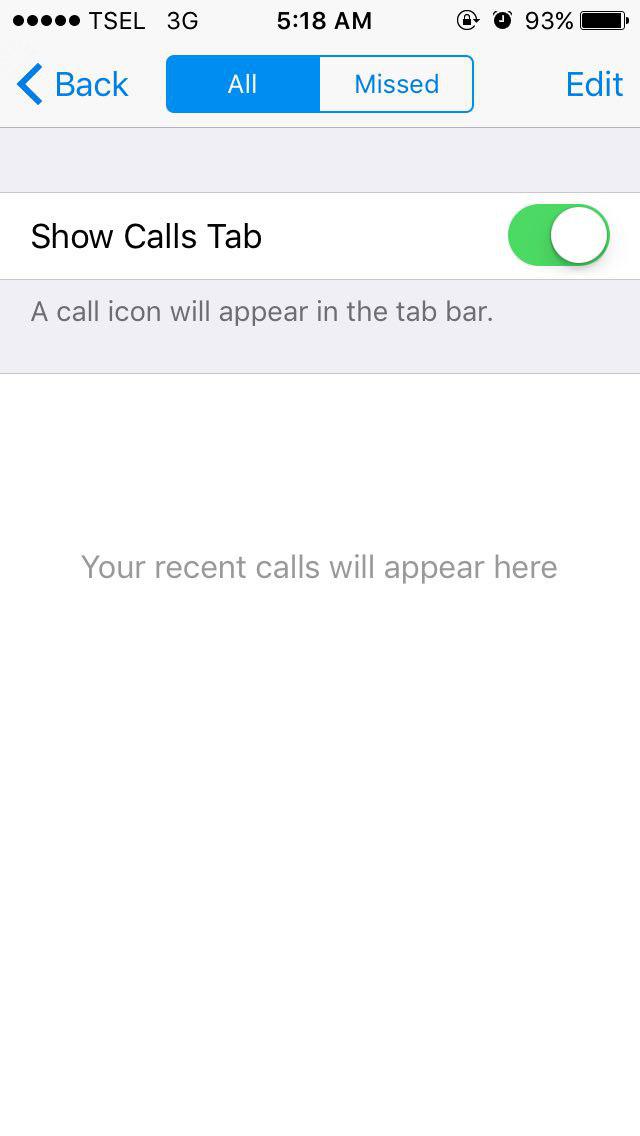 TSEL 3G 5:18 AM 93%
Back All Missed Edit
Show Calls Tab
A call icon will appear in the tab bar.
Your recent calls will appear here